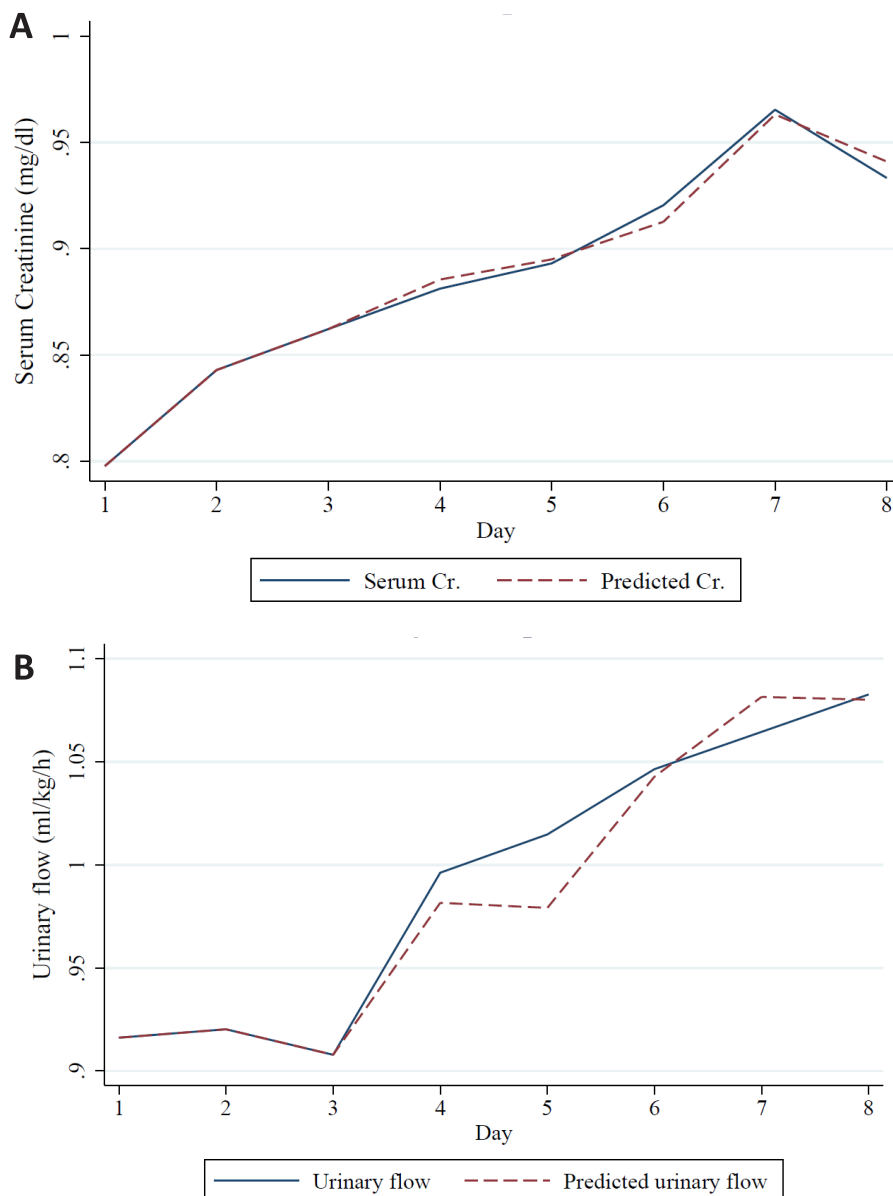 A
Serum Creatinine (mg/dl)
1
.95
.9
.85
.8
1 2 3 4 5 6 7 8
Day
Serum Cr. Predicted Cr.
B
Urinary flow (ml/kg/h)
1.1
1.05
1
.95
.9
1 2 3 4 5 6 7 8
Day
Urinary flow Predicted urinary flow